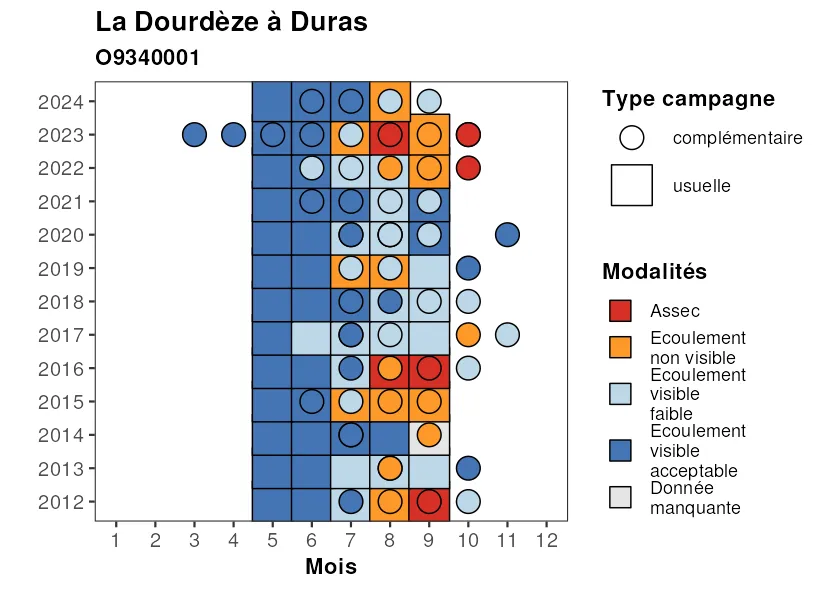 La Dourdèze à Duras
O9340001
2024
2023
2022
2021
2020
2019
2018
2017
2016
2015
2014
2013
2012
1 2 3 4 5 6 7 8 9 10 11 12
Mois
Type campagne
complémentaire
usuelle
Modalités
Assec
Ecoulement
non visible
Ecoulement
visible
faible
Ecoulement
visible
acceptable
Donnée
manquante